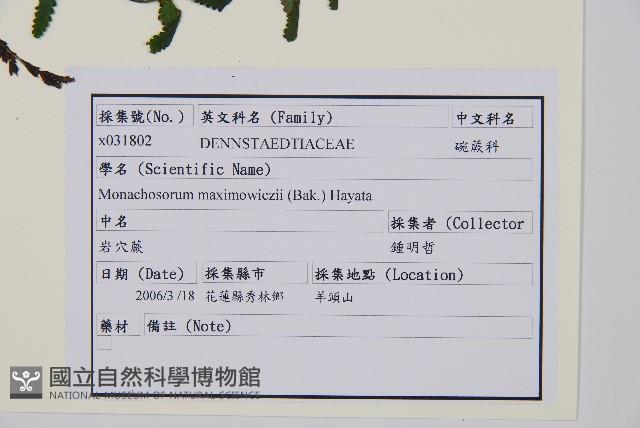 採集號(No.) 英文科名 (Family) 中文科名
x031802 DENNSTAEDTIACEAE 碗蕨科
學名 (Scientific Name)
Monachosorum maximowiczii (Bak.) Hayata
中名 採集者 (Collector
岩穴蕨 鍾明哲
日期 (Date) 採集縣市 採集地點 (Location)
2006/3 /18 花蓮縣秀林鄉 羊頭山
藥材 備註 (Note)
國立自然科學博物館
NATIONAL MUSEUM OF NATURAL SCIENCE